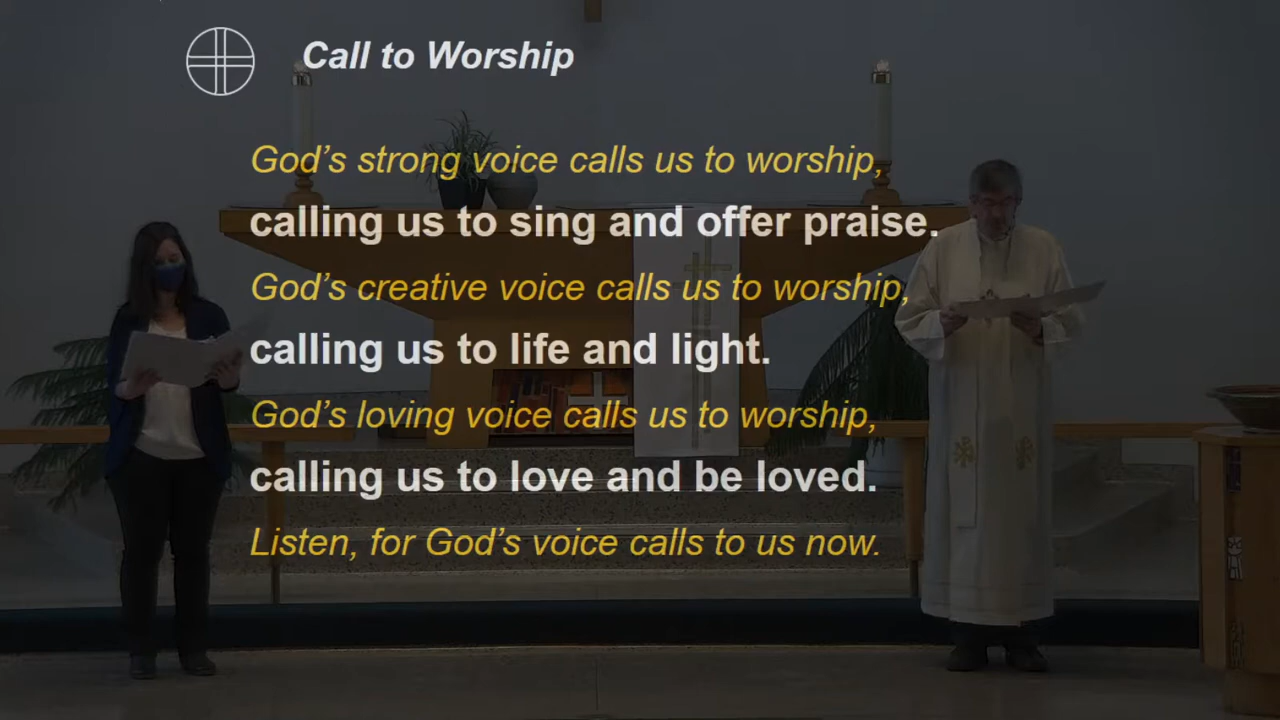 Call to Worship
God’s strong voice calls us to worship,
calling us to sing and offer praise.
God’s creative voice calls us to worship,
calling us to life and light.
God’s loving voice calls us to worship,
calling us to love and be loved.
Listen, for God’s voice calls to us now.